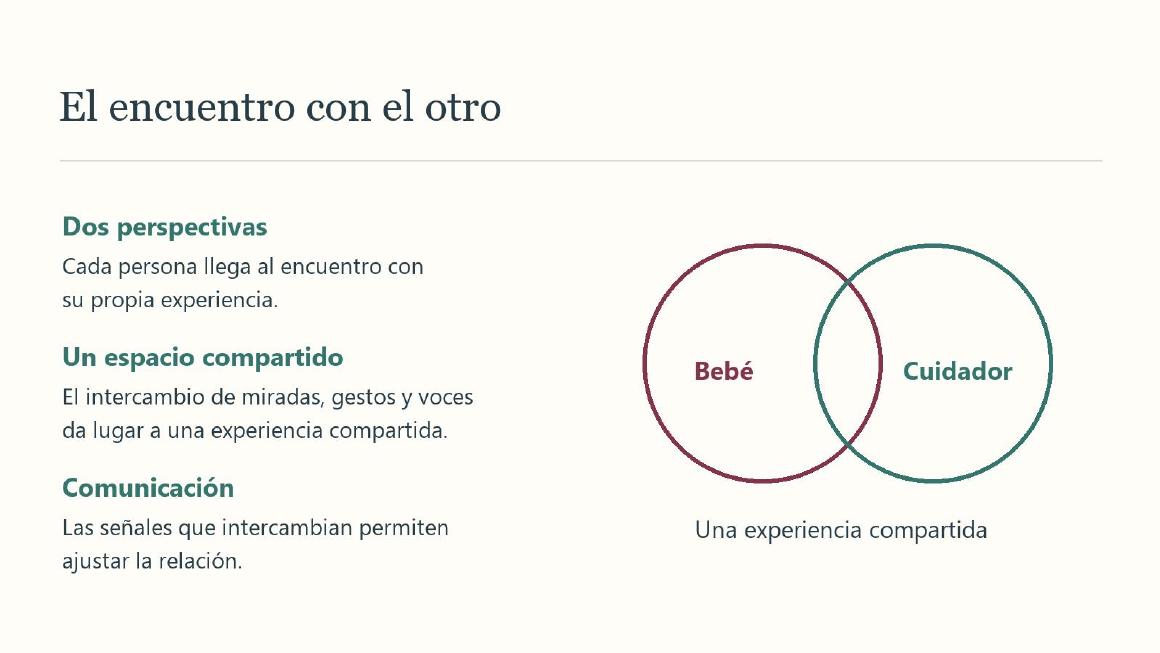 El encuentro con el otro
Dos perspectivas
Cada persona llega al encuentro con
su propia experiencia.
Un espacio compartido
El intercambio de miradas, gestos y voces
da lugar a una experiencia compartida.
Comunicación
Las señales que intercambian permiten
ajustar la relación.
Bebé
Cuidador
Una experiencia compartida